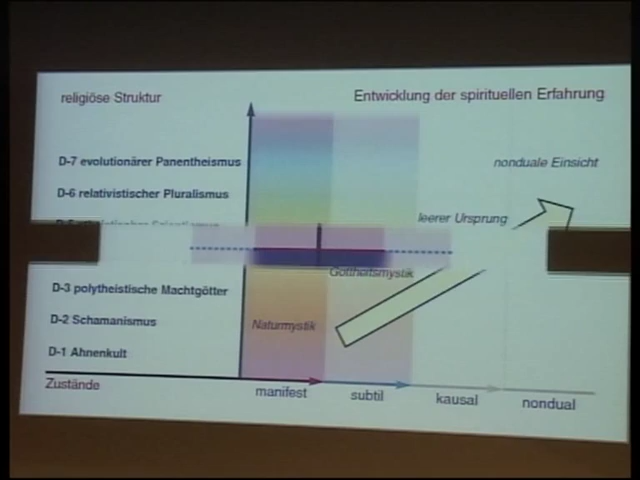 religiöse Struktur
Entwicklung der spirituellen Erfahrung
D-7 evolutionärer Panentheismus
nonduale Einsicht
D-6 relativistischer Pluralismus
leerer Ursprung
Gottheitsmystik
D-3 polytheistische Machtgötter
D-2 Schamanismus
Naturmystik
D-1 Ahnenkult
Zustände
manifest
subtil
kausal
nondual